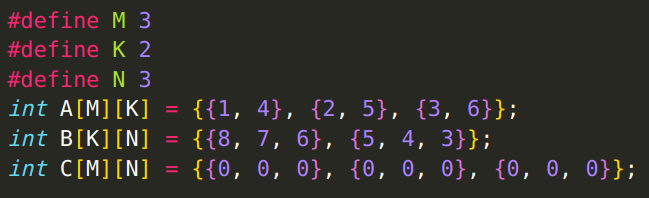 #define M 3
#define K 2
#define N 3
int A[M][K] = {{1, 4}, {2, 5}, {3, 6}};
int B[K][N] = {{8, 7, 6}, {5, 4, 3}};
int C[M][N] = {{0, 0, 0}, {0, 0, 0}, {0, 0, 0}};